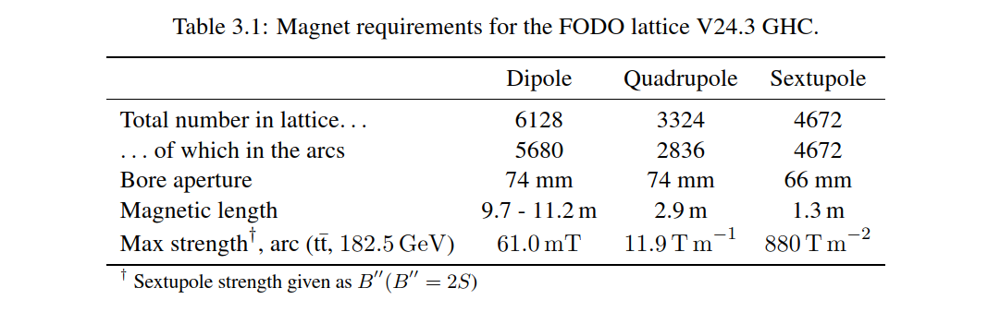 Table 3.1: Magnet requirements for the FODO lattice V24.3 GHC.
Dipole Quadrupole Sextupole
Total number in lattice... 6128 3324 4672
... of which in the arcs 5680 2836 4672
Bore aperture 74 mm 74 mm 66 mm
Magnetic length 9.7 - 11.2 m 2.9 m 1.3 m
Max strength†, arc (tt̄, 182.5 GeV) 61.0 mT 11.9 T m⁻¹ 880 T m⁻²
† Sextupole strength given as B″(B″ = 2S)